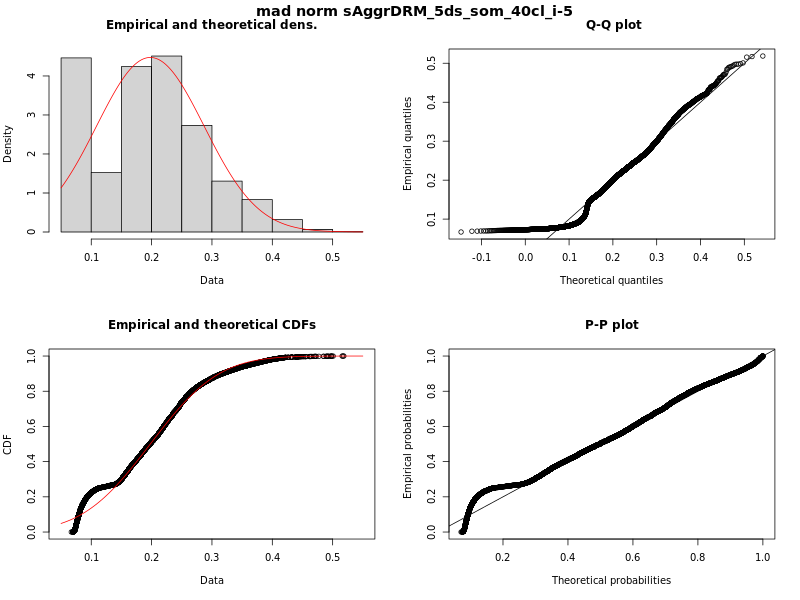 mad norm sAggrDRM_5ds_som_40cl_i-5
Empirical and theoretical dens.
Density
0 1 2 3 4
0.1 0.2 0.3 0.4 0.5
Data
Q-Q plot
Empirical quantiles
0.1 0.2 0.3 0.4 0.5
-0.1 0.0 0.1 0.2 0.3 0.4 0.5
Theoretical quantiles
Empirical and theoretical CDFs
CDF
0.0 0.2 0.4 0.6 0.8 1.0
0.1 0.2 0.3 0.4 0.5
Data
P-P plot
Empirical probabilities
0.0 0.2 0.4 0.6 0.8 1.0
0.2 0.4 0.6 0.8 1.0
Theoretical probabilities